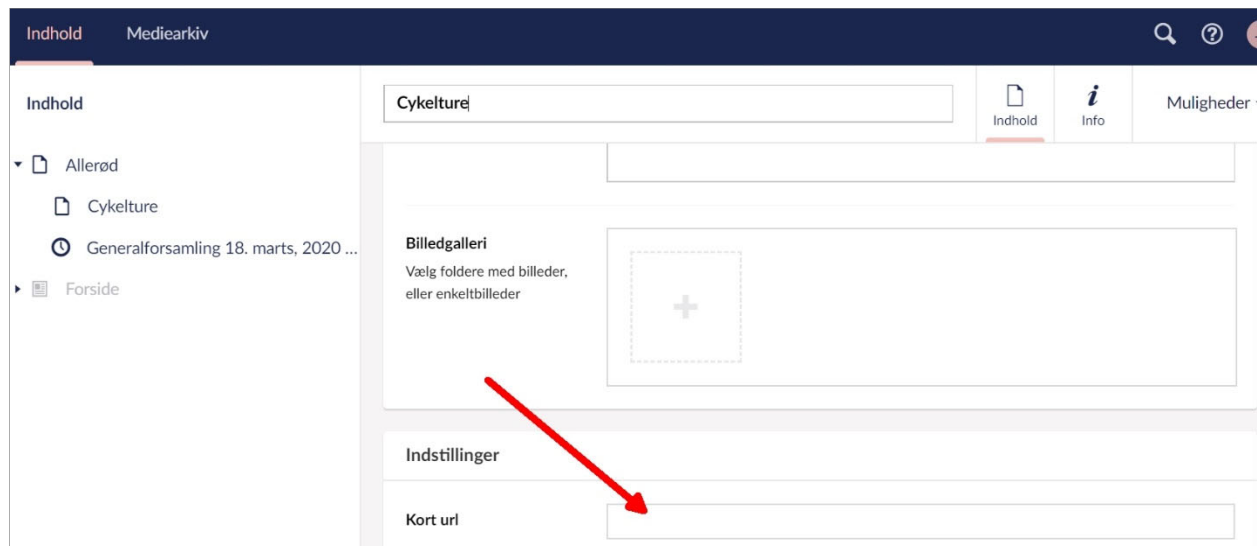 Indhold Mediearkiv
Indhold
Cykelture
Indhold
Info
Muligheder
Allerød
Cykelture
Generalforsamling 18. marts, 2020 ...
Forside
Billedgalleri
Vælg foldere med billeder,
eller enkeltbilleder
Indstillinger
Kort url